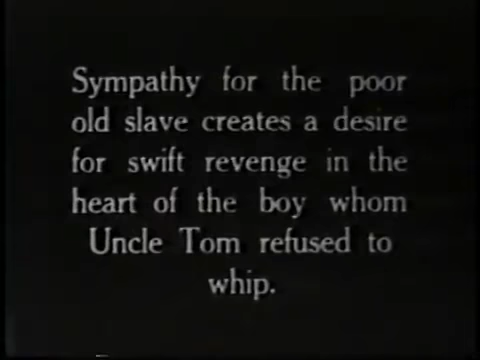 Sympathy for the poor
old slave creates a desire
for swift revenge in the
heart of the boy whom
Uncle Tom refused to
whip.